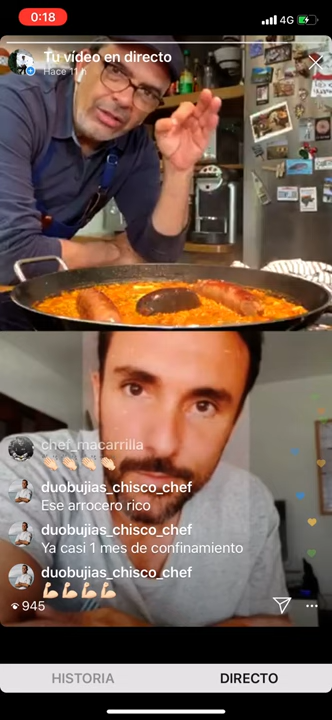 0:18
4G
Tu vídeo en directo
Hace 11 h
chef_macarrilla
👏🏻👏🏻👏🏻👏🏻
duobujias_chisco_chef
Ese arrocero rico
duobujias_chisco_chef
Ya casi 1 mes de confinamiento
duobujias_chisco_chef
💪🏻💪🏻💪🏻💪🏻
945
HISTORIA
DIRECTO